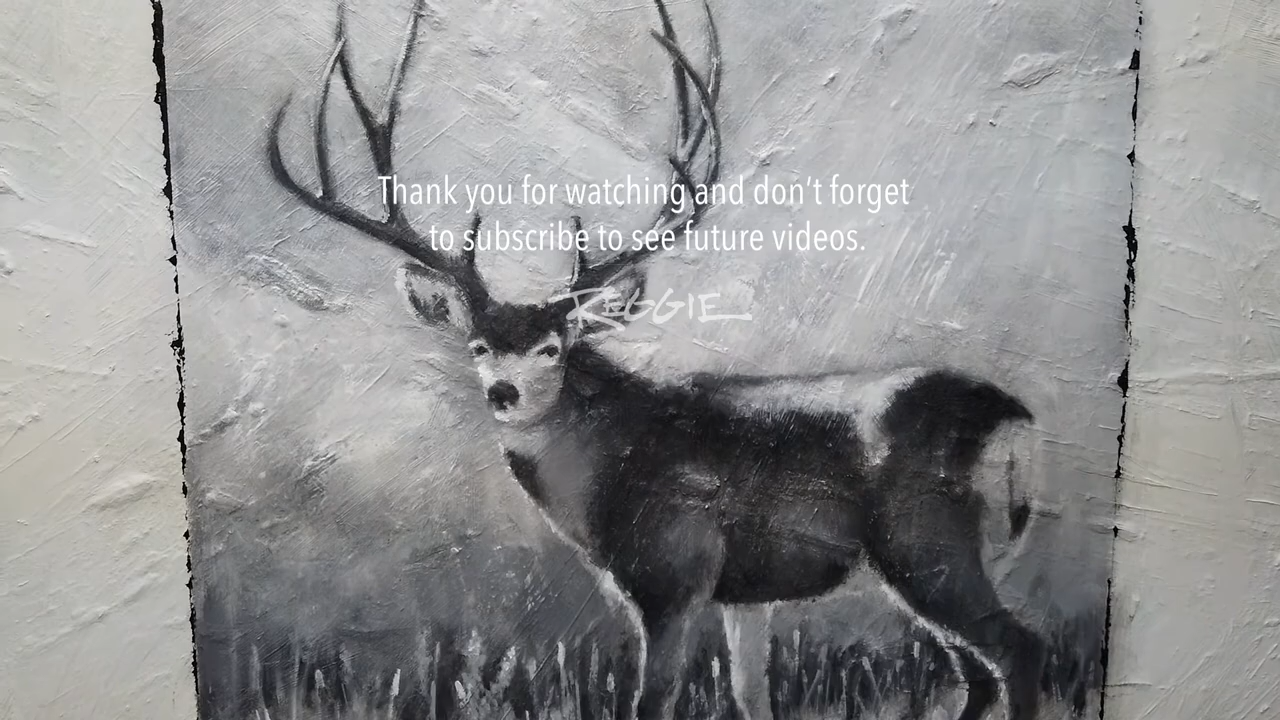 Thank you for watching and don't forget
to subscribe to see future videos.
REGGIE